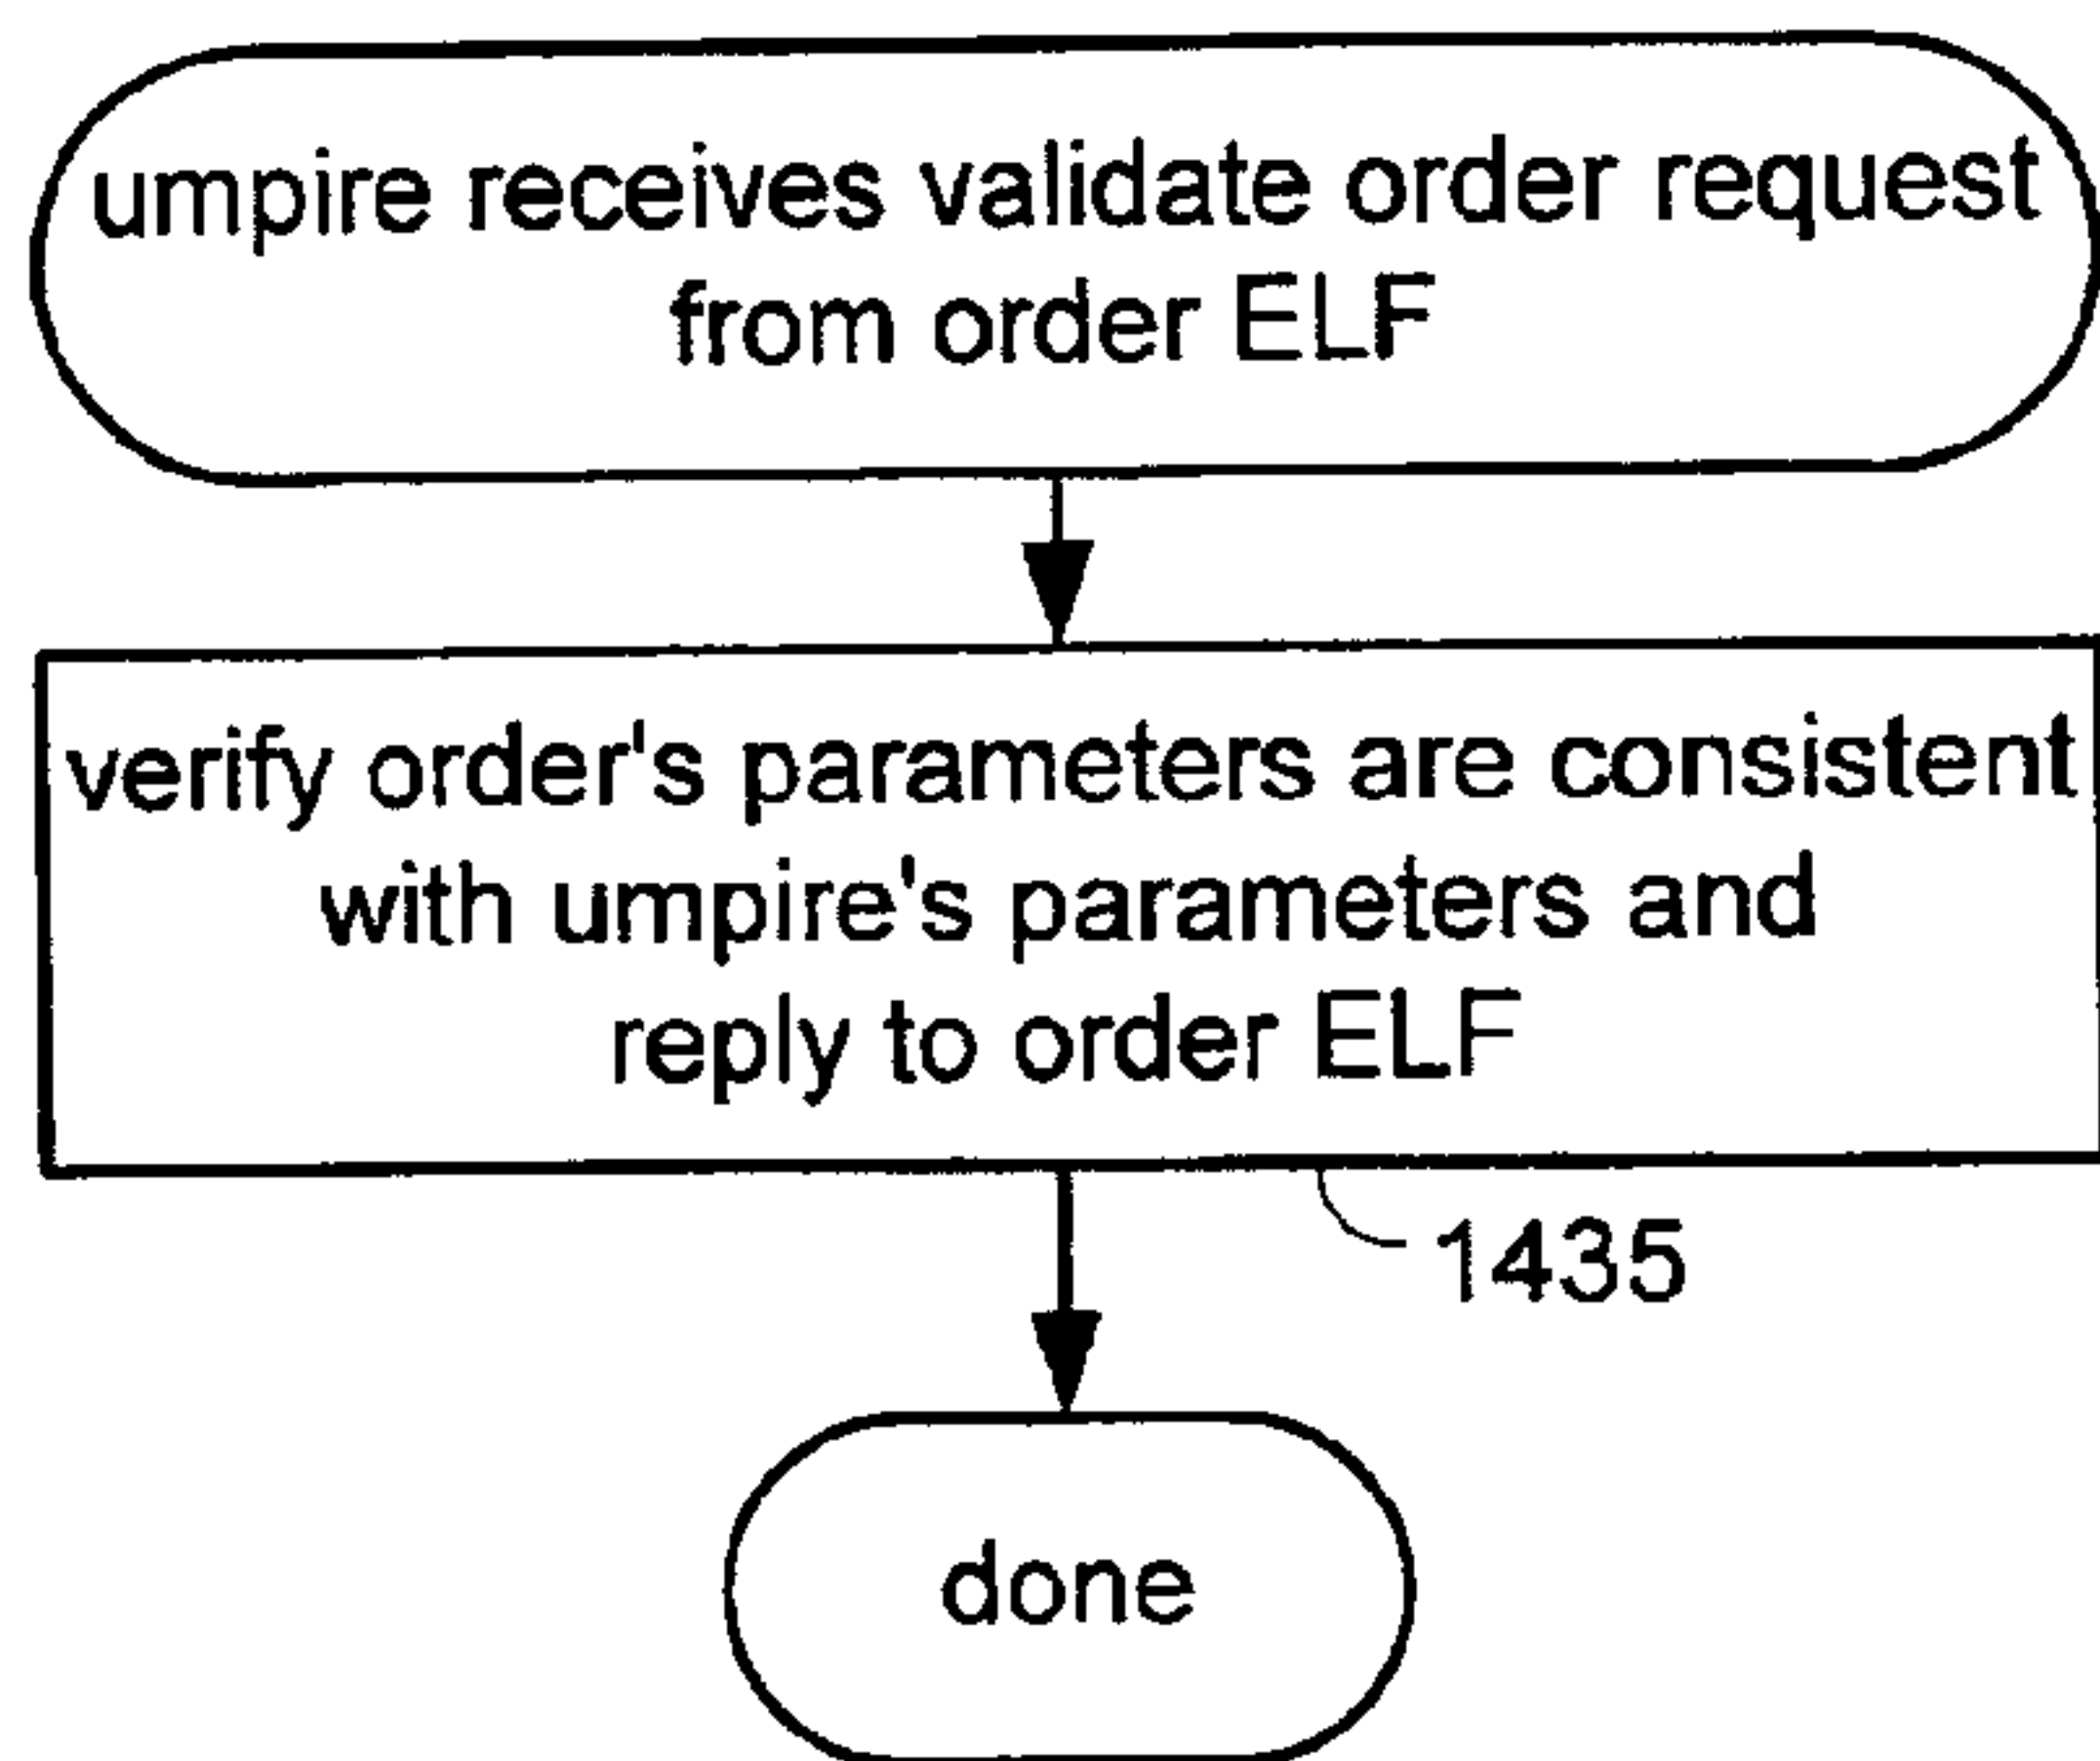 umpire receives validate order request
from order ELF
verify order's parameters are consistent
with umpire's parameters and
reply to order ELF
1435
done